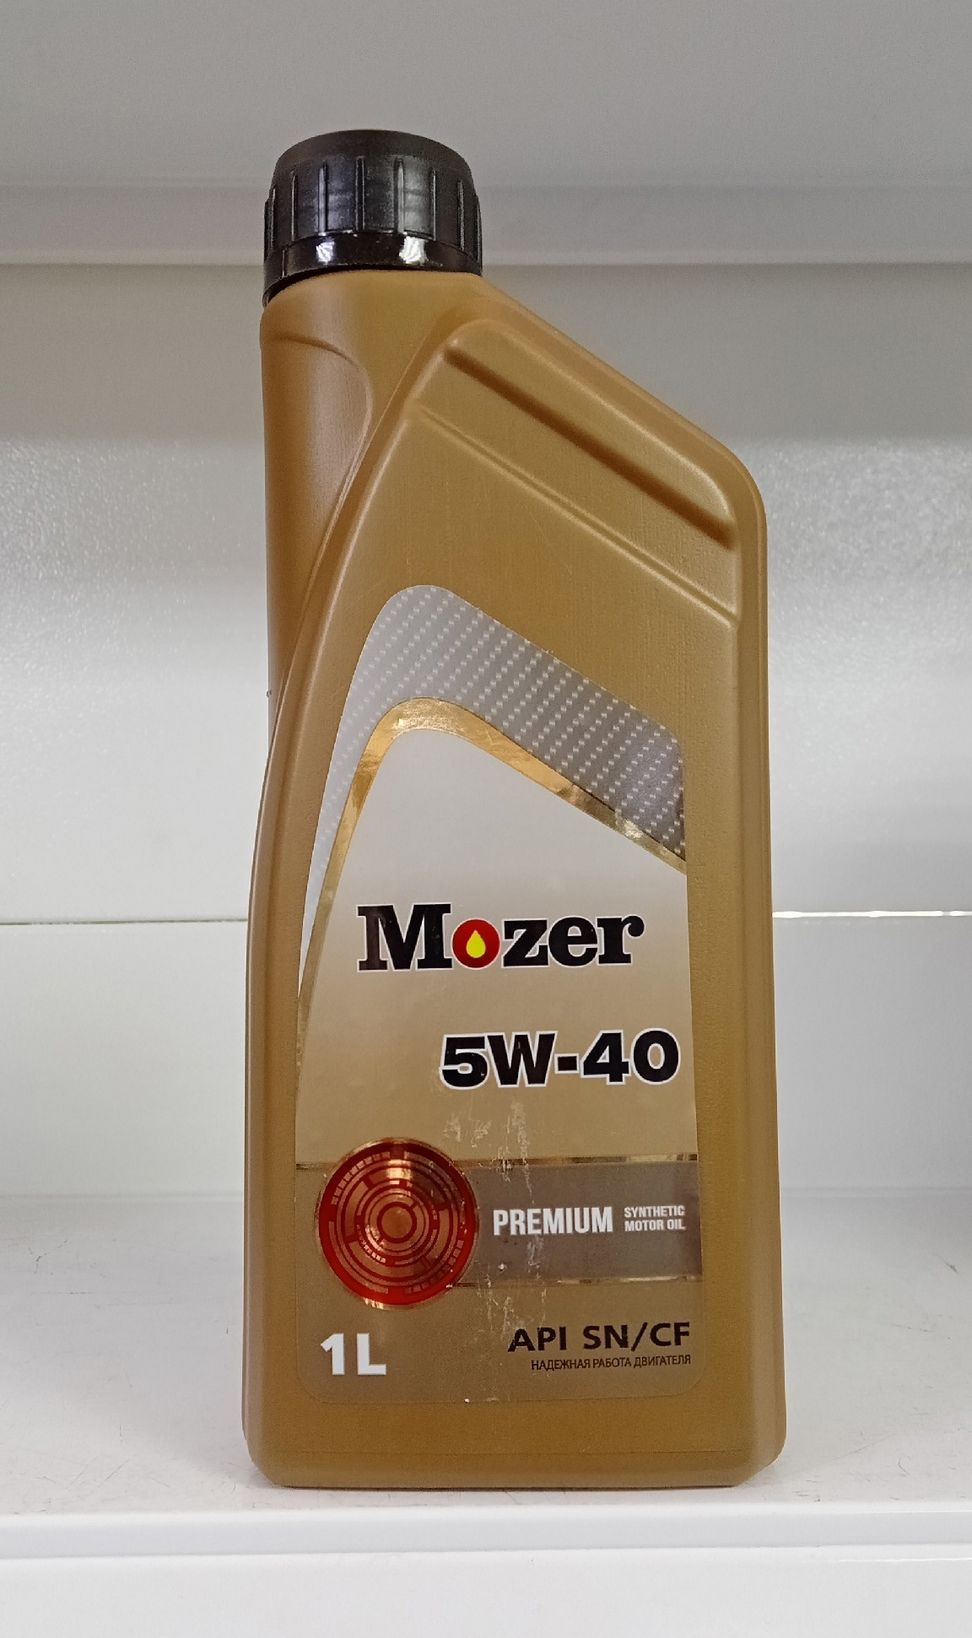 Mozer
5W-40
PREMIUM SYNTHETIC
MOTOR OIL
1L
API SN/CF
НАДЕЖНАЯ РАБОТА ДВИГАТЕЛЯ